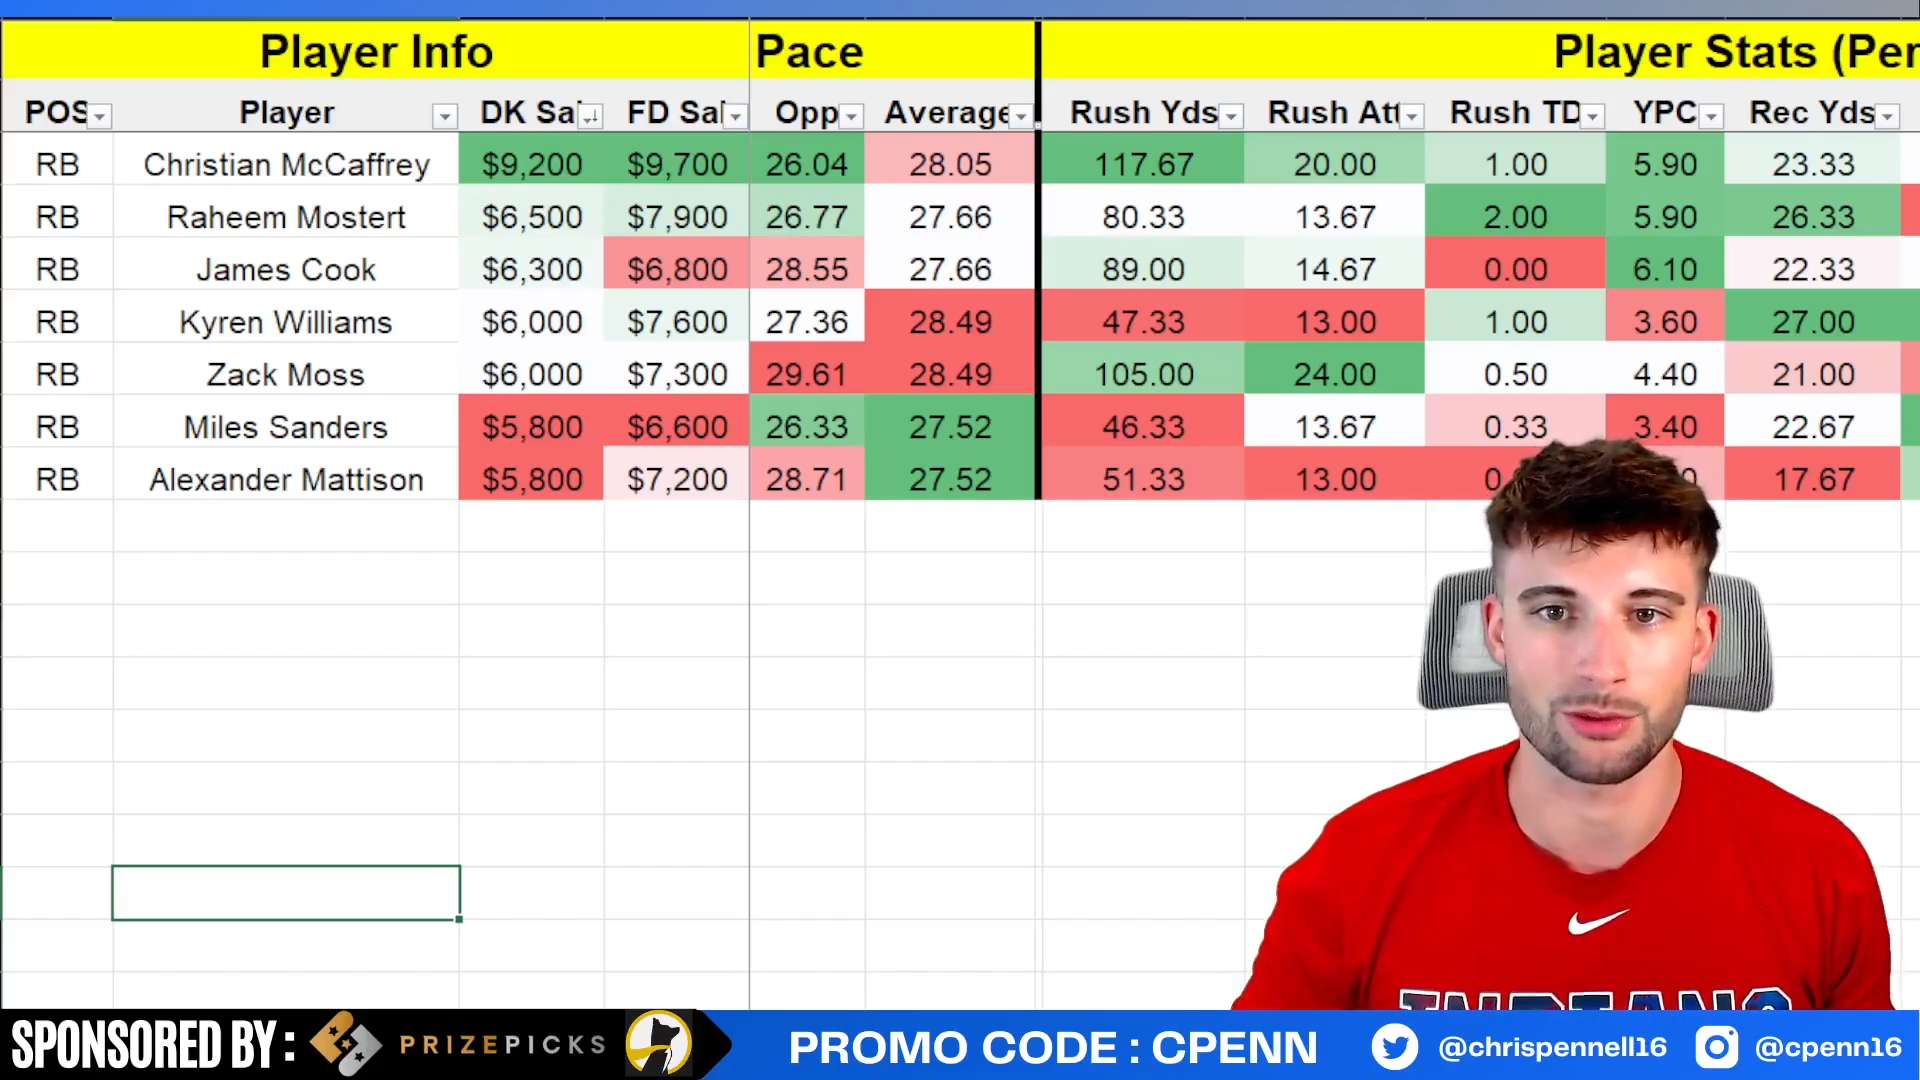 Player Info Pace Player Stats (Per
POS Player DK Sal FD Sal Opp Average Rush Yds Rush Att Rush TD YPC Rec Yds
RB Christian McCaffrey $9,200 $9,700 26.04 28.05 117.67 20.00 1.00 5.90 23.33
RB Raheem Mostert $6,500 $7,900 26.77 27.66 80.33 13.67 2.00 5.90 26.33
RB James Cook $6,300 $6,800 28.55 27.66 89.00 14.67 0.00 6.10 22.33
RB Kyren Williams $6,000 $7,600 27.36 28.49 47.33 13.00 1.00 3.60 27.00
RB Zack Moss $6,000 $7,300 29.61 28.49 105.00 24.00 0.50 4.40 21.00
RB Miles Sanders $5,800 $6,600 26.33 27.52 46.33 13.67 0.33 3.40 22.67
RB Alexander Mattison $5,800 $7,200 28.71 27.52 51.33 13.00 17.67
INDIANS
SPONSORED BY : PRIZEPICKS PROMO CODE : CPENN @chrispennell16 @cpenn16